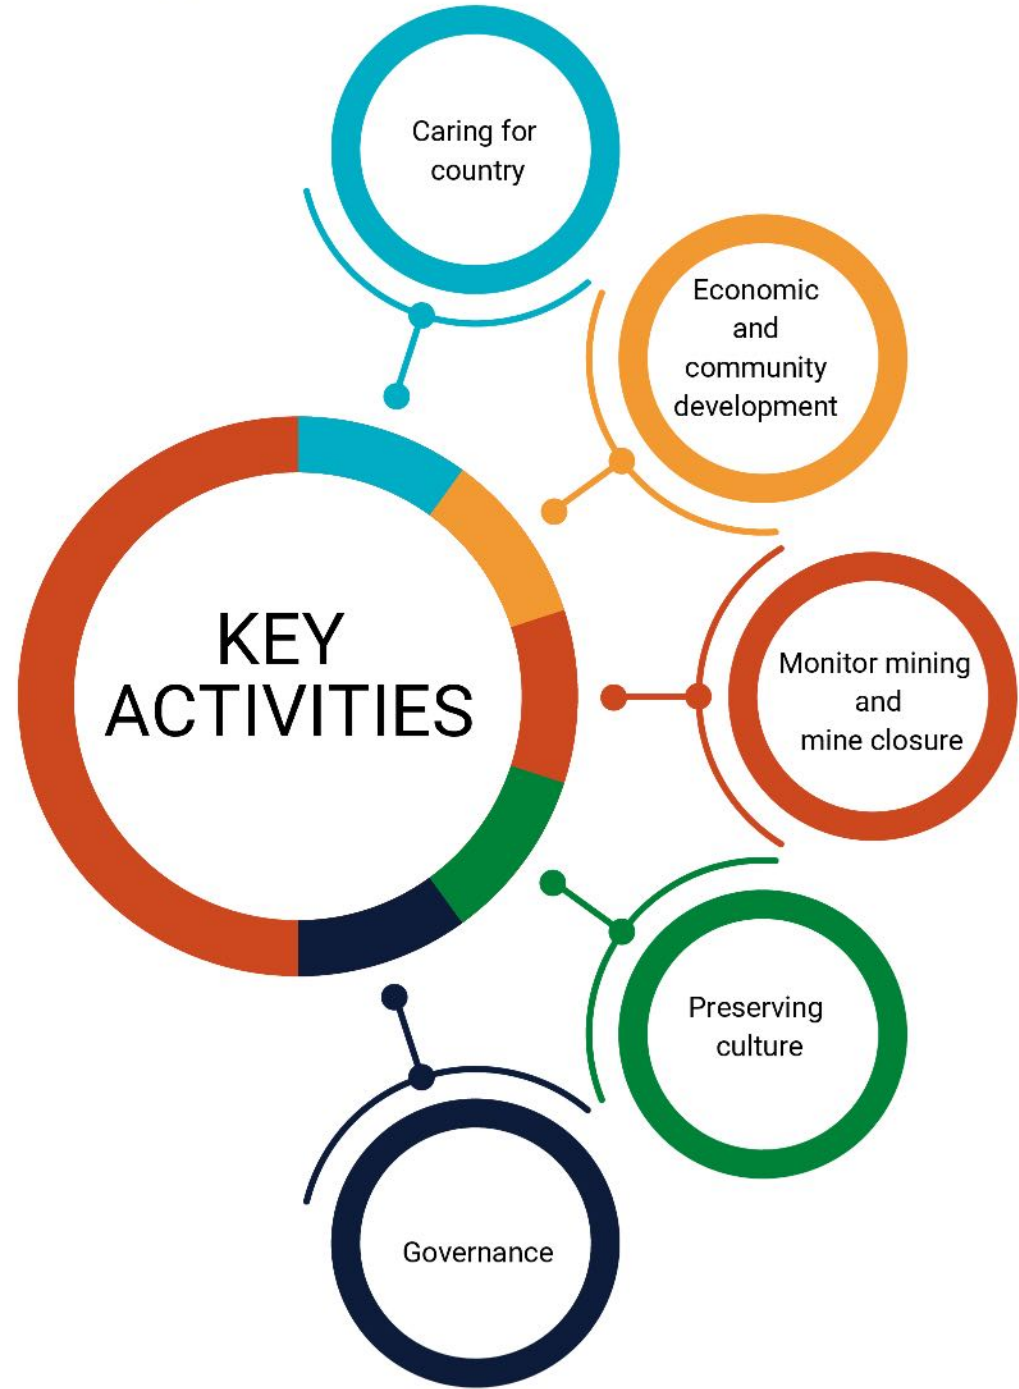 Caring for
country
Economic
and
community
development
KEY
ACTIVITIES
Monitor mining
and
mine closure
Preserving
culture
Governance